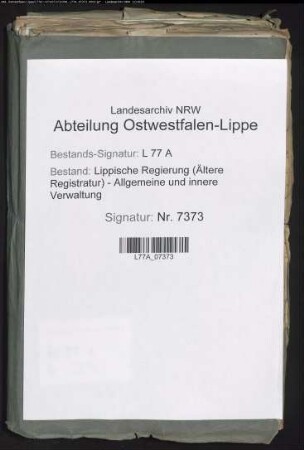 Landesarchiv NRW
Abteilung Ostwestfalen-Lippe
Bestands-Signatur: L 77 A
Bestand: Lippische Regierung (Ältere
Registratur) - Allgemeine und innere
Verwaltung
Signatur: Nr. 7373
L77A_07373